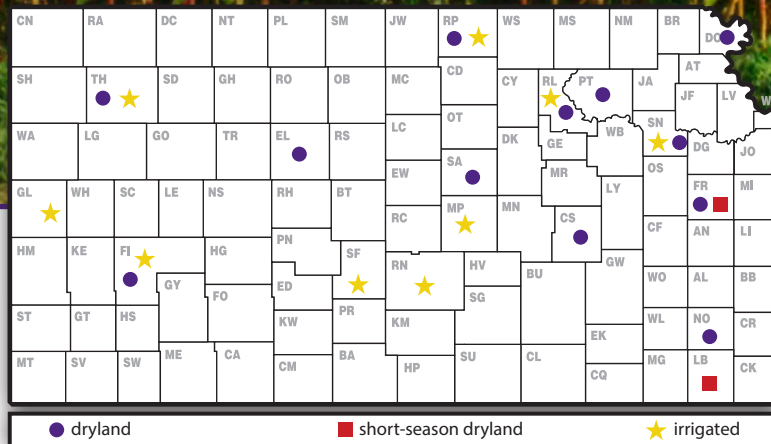 CN RA DC NT PL SM JW RP WS MS NM BR DO
SH TH SD GH RO OB MC CD CY RL PT JA AT JF LV
WA LG GO TR EL RS LC OT DK GE WB SN DG JO
GL WH SC LE NS RH BT EW SA MR LY OS FR MI
RC MP MN CS
HM KE FI HG PN SF RN HV BU GW CF AN LI
GY FO ED SG WO AL BB
ST GT HS KW PR KM EK WL NO CR
MT SV SW ME CA CM BA HP SU CL CQ MG LB CK
dryland short-season dryland irrigated